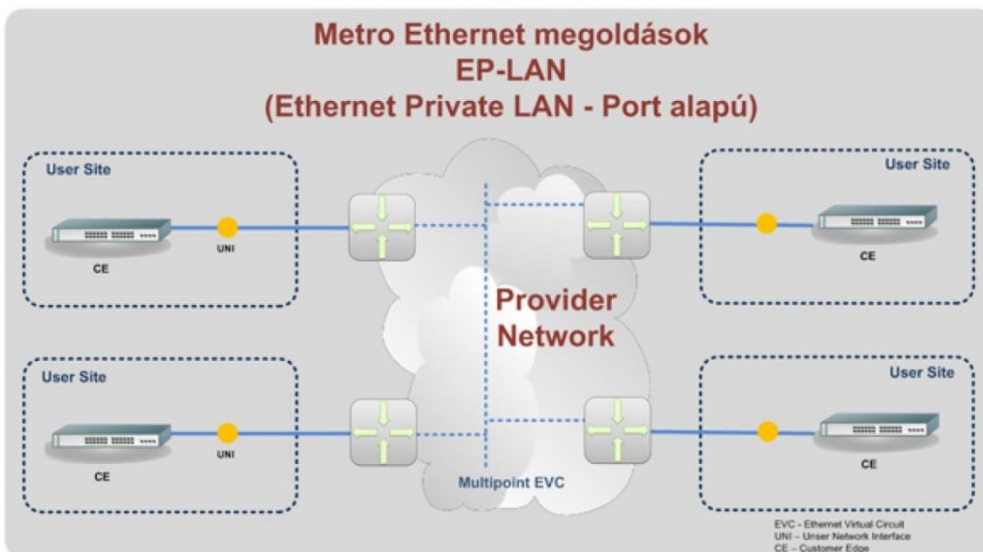 Metro Ethernet megoldások
EP-LAN
(Ethernet Private LAN - Port alapú)
User Site
User Site
UNI
CE
CE
Provider
Network
User Site
User Site
UNI
CE
CE
Multipoint EVC
EVC - Ethernet Virtual Circuit
UNI – Unser Network Interface
CE – Customer Edge